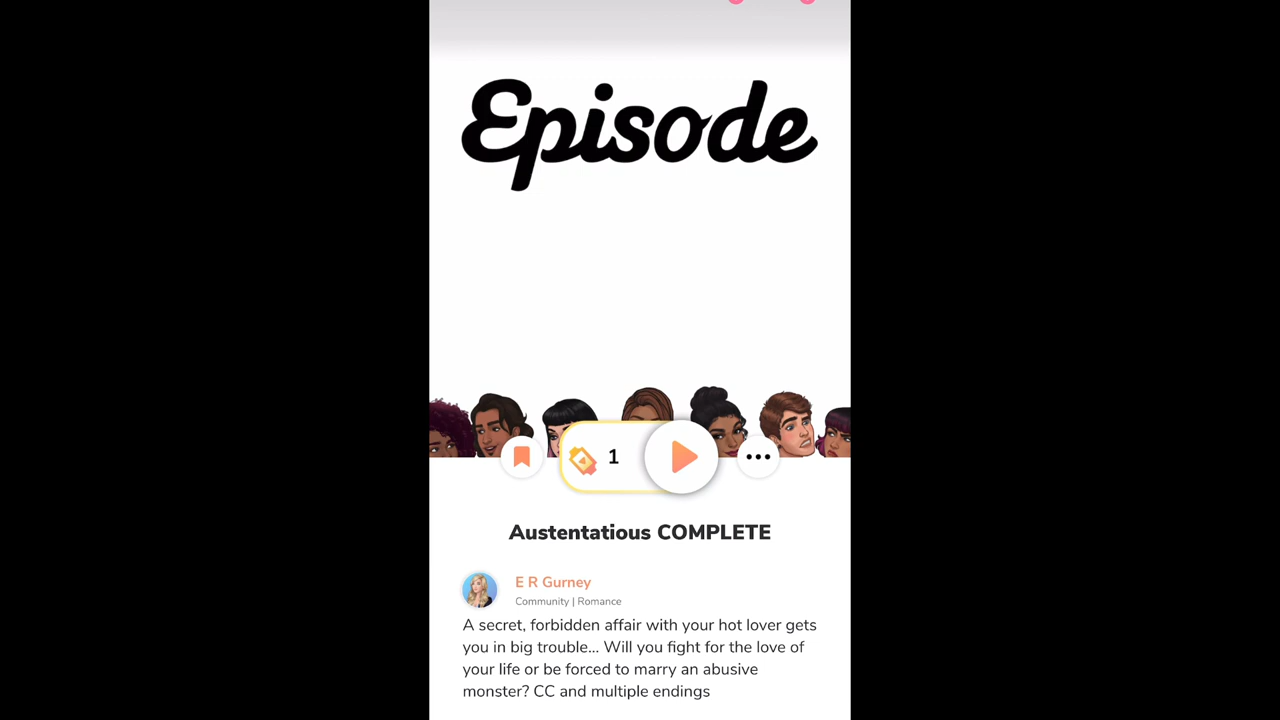 Episode
1
Austentatious COMPLETE
E R Gurney
Community | Romance
A secret, forbidden affair with your hot lover gets
you in big trouble... Will you fight for the love of
your life or be forced to marry an abusive
monster? CC and multiple endings